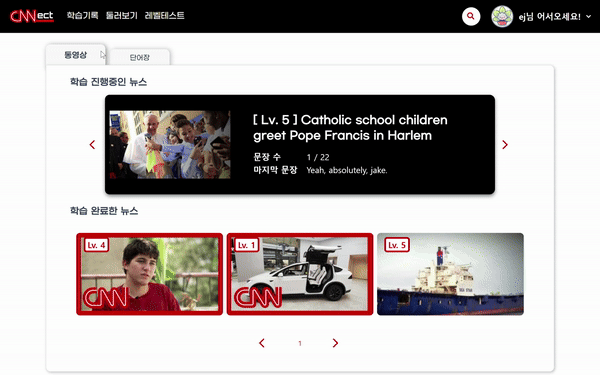 CNNect 학습기록 둘러보기 레벨테스트 ej님 어서오세요!
동영상 단어장
학습 진행중인 뉴스
[ Lv. 5 ] Catholic school children
greet Pope Francis in Harlem
문장 수 1 / 22
마지막 문장 Yeah, absolutely, jake.
학습 완료한 뉴스
Lv. 4 Lv. 1 Lv. 5
CNN CNN
1